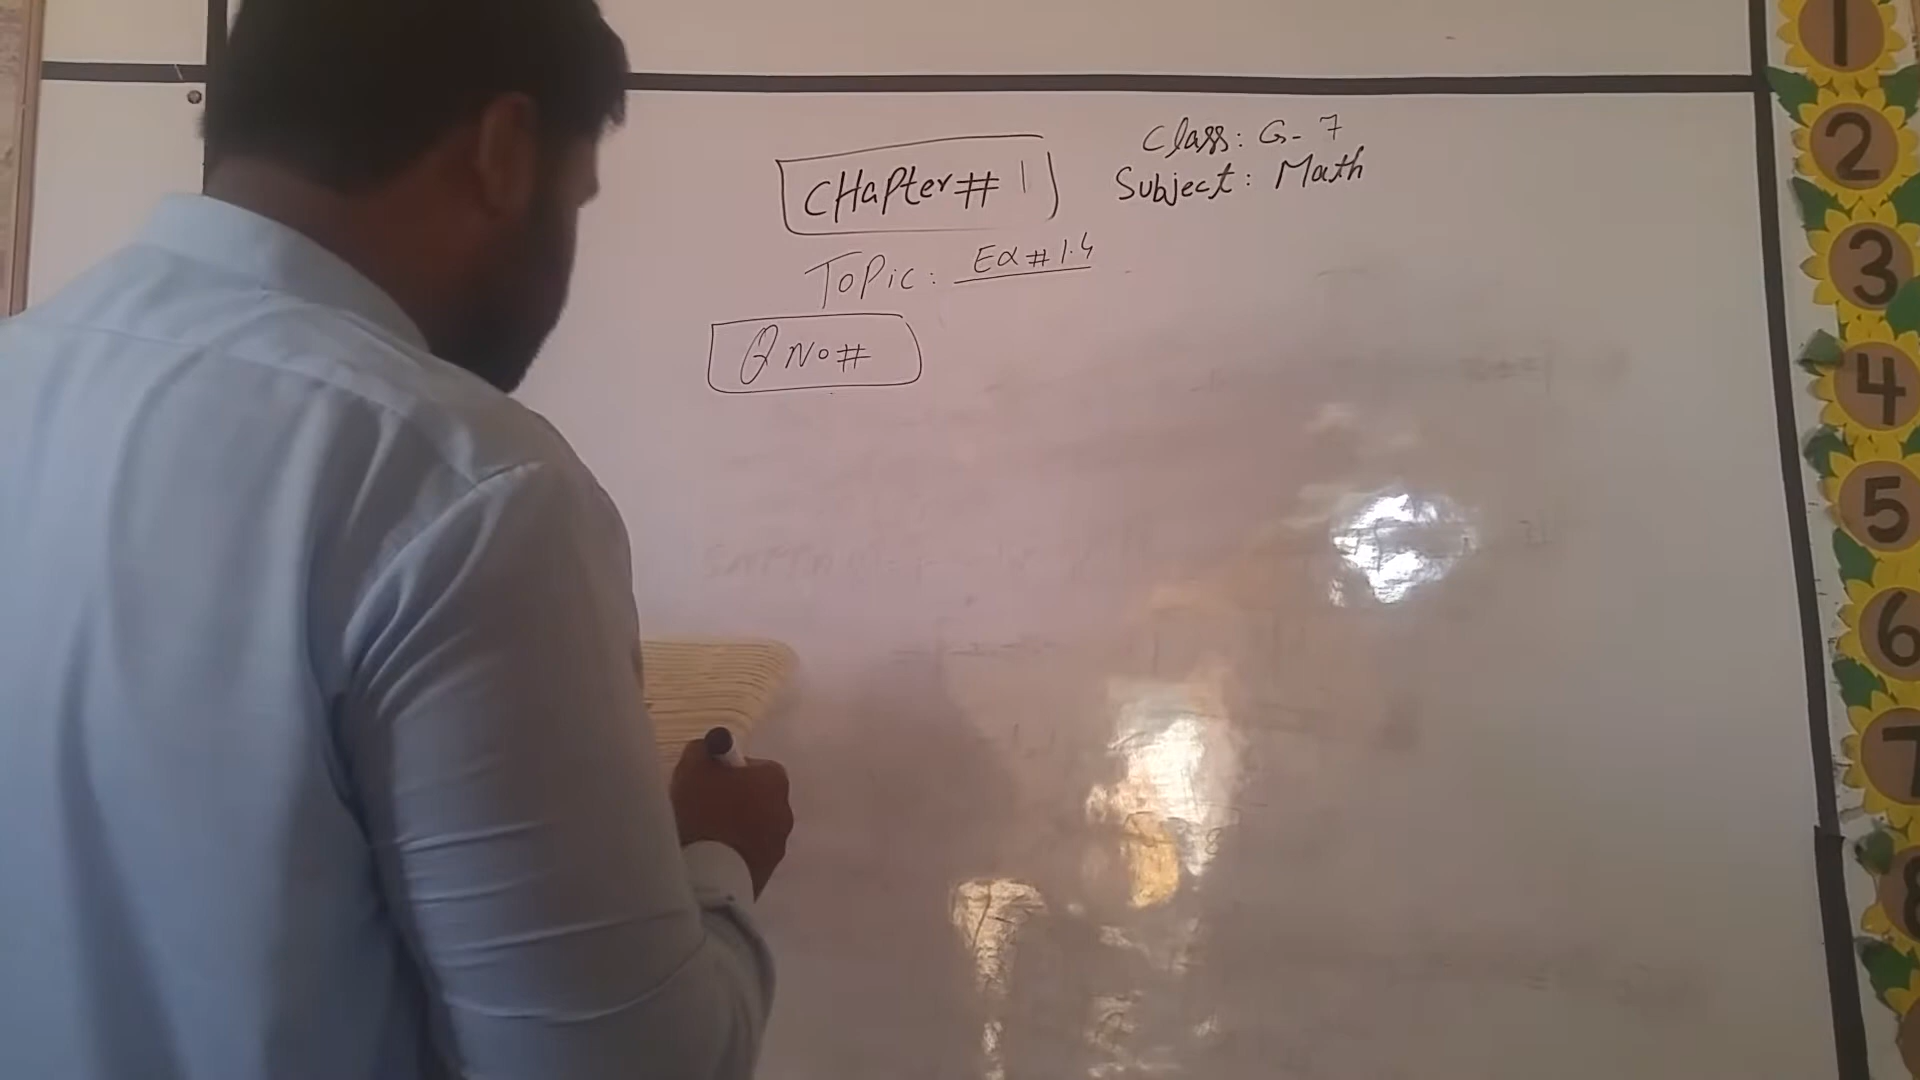 CHaPter # 1
Class: G-7
Subject: Math
ToPic: Ex # 1.4
Q No #
1
2
3
4
5
6
7
8